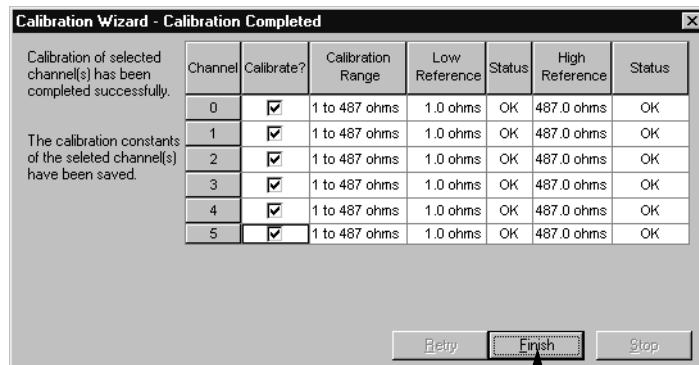 Calibration Wizard - Calibration Completed
Calibration of selected
channel(s) has been
completed successfully.
The calibration constants
of the seleted channel(s)
have been saved.
Channel Calibrate? Calibration Range Low Reference Status High Reference Status
0 1 to 487 ohms 1.0 ohms OK 487.0 ohms OK
1 1 to 487 ohms 1.0 ohms OK 487.0 ohms OK
2 1 to 487 ohms 1.0 ohms OK 487.0 ohms OK
3 1 to 487 ohms 1.0 ohms OK 487.0 ohms OK
4 1 to 487 ohms 1.0 ohms OK 487.0 ohms OK
5 1 to 487 ohms 1.0 ohms OK 487.0 ohms OK
Retry Finish Stop